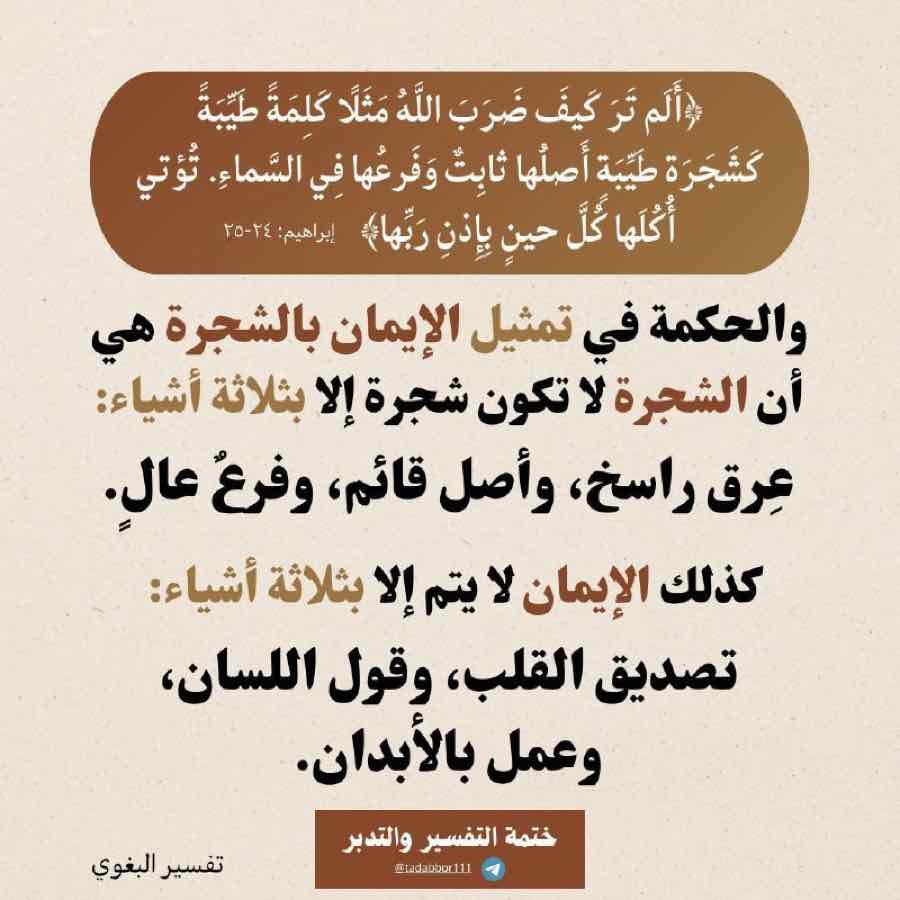 ﴿أَلَم تَرَ كَيفَ ضَرَبَ اللَّهُ مَثَلًا كَلِمَةً طَيِّبَةً
كَشَجَرَةٍ طَيِّبَةٍ أَصلُها ثابِتٌ وَفَرعُها فِي السَّماءِ. تُؤتي
أُكُلَها كُلَّ حينٍ بِإِذنِ رَبِّها﴾ إبراهيم: ٢٤-٢٥
والحكمة في تمثيل الإيمان بالشجرة هي
أن الشجرة لا تكون شجرة إلا بثلاثة أشياء:
عِرق راسخ، وأصل قائم، وفرعٌ عالٍ.
كذلك الإيمان لا يتم إلا بثلاثة أشياء:
تصديق القلب، وقول اللسان،
وعمل بالأبدان.
ختمة التفسير والتدبر
@tadabbor111
تفسير البغوي